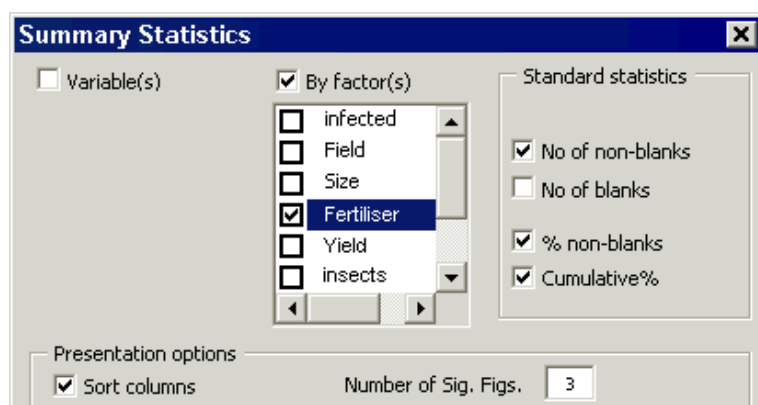 Summary Statistics
Variable(s)
By factor(s)
infected
Field
Size
Fertiliser
Yield
insects
Standard statistics
No of non-blanks
No of blanks
% non-blanks
Cumulative%
Presentation options
Sort columns
Number of Sig. Figs. 3